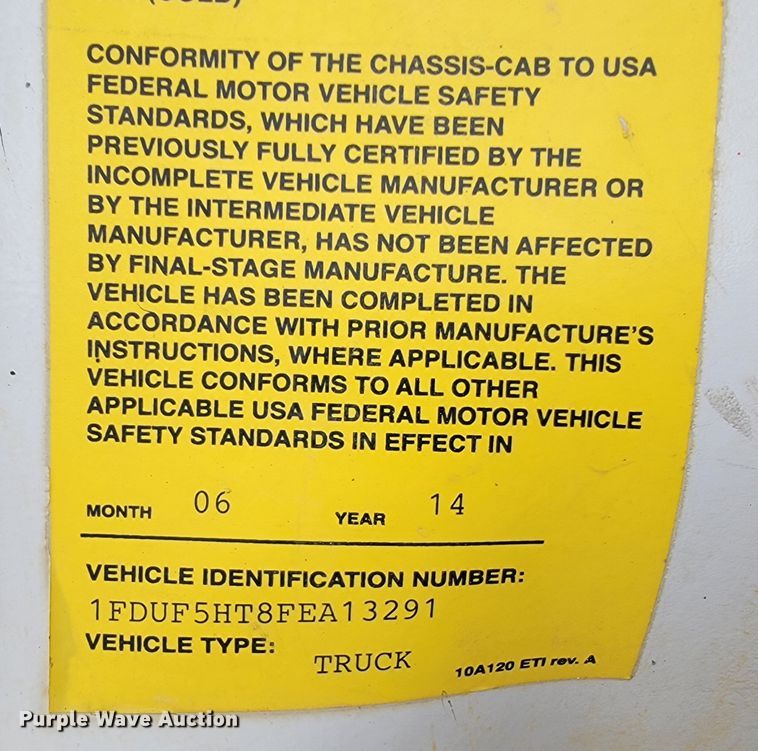 CONFORMITY OF THE CHASSIS-CAB TO USA
FEDERAL MOTOR VEHICLE SAFETY
STANDARDS, WHICH HAVE BEEN
PREVIOUSLY FULLY CERTIFIED BY THE
INCOMPLETE VEHICLE MANUFACTURER OR
BY THE INTERMEDIATE VEHICLE
MANUFACTURER, HAS NOT BEEN AFFECTED
BY FINAL-STAGE MANUFACTURE. THE
VEHICLE HAS BEEN COMPLETED IN
ACCORDANCE WITH PRIOR MANUFACTURE'S
INSTRUCTIONS, WHERE APPLICABLE. THIS
VEHICLE CONFORMS TO ALL OTHER
APPLICABLE USA FEDERAL MOTOR VEHICLE
SAFETY STANDARDS IN EFFECT IN
MONTH 06 YEAR 14
VEHICLE IDENTIFICATION NUMBER:
1FDUF5HT8FEA13291
VEHICLE TYPE:
TRUCK 10A120 ETI rev. A
Purple Wave Auction